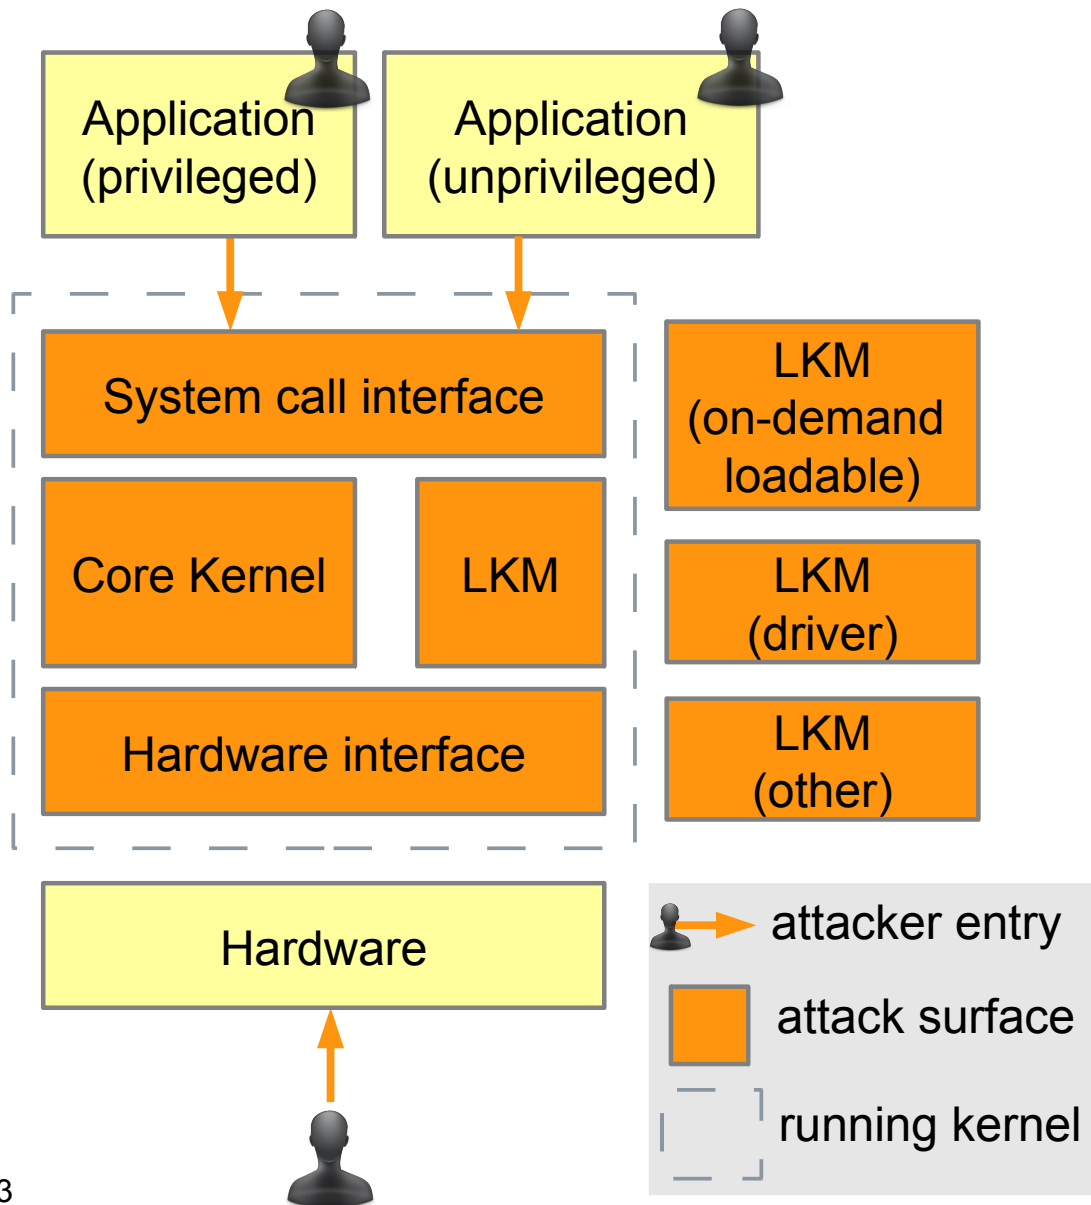 Application
(privileged)
Application
(unprivileged)
System call interface
LKM
(on-demand
loadable)
Core Kernel
LKM
LKM
(driver)
Hardware interface
LKM
(other)
Hardware
attacker entry
attack surface
running kernel
3